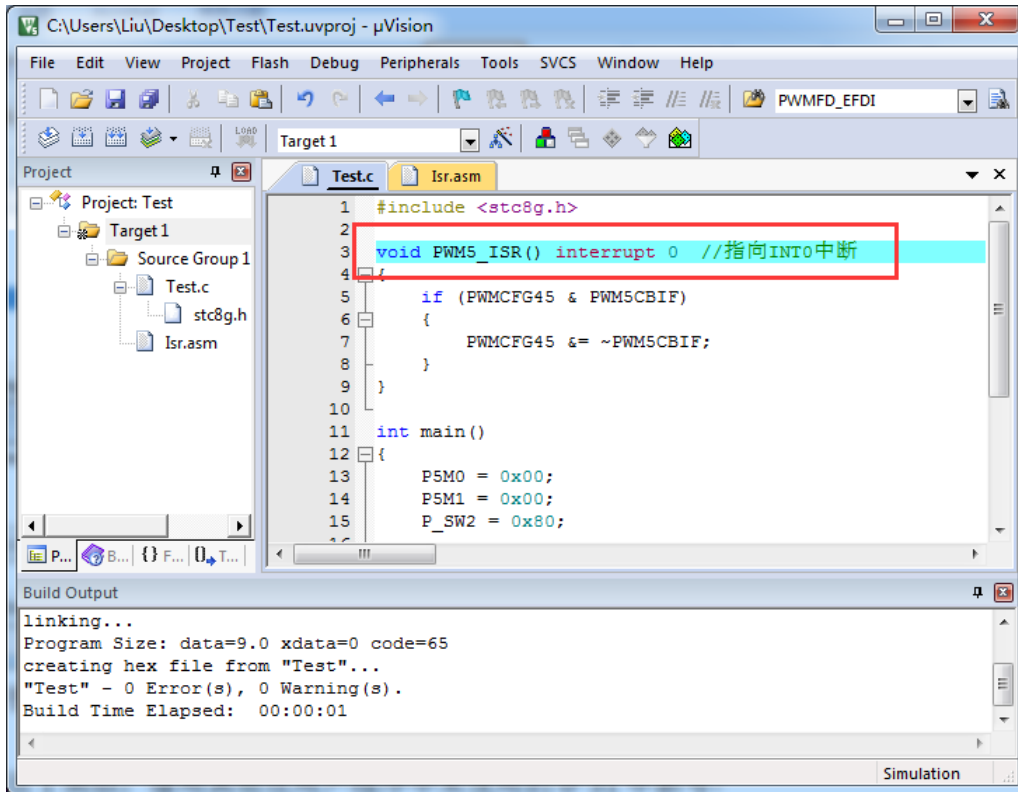 C:\Users\Liu\Desktop\Test\Test.uvproj - µVision
File Edit View Project Flash Debug Peripherals Tools SVCS Window Help
PWMFD_EFDI
LOAD
Target 1
Project
Test.c Isr.asm
Project: Test
Target 1
Source Group 1
Test.c
stc8g.h
Isr.asm
1 #include <stc8g.h>
2
3 void PWM5_ISR() interrupt 0 //指向INT0中断
4 {
5 if (PWMCFG45 & PWM5CBIF)
6 {
7 PWMCFG45 &= ~PWM5CBIF;
8 }
9 }
10
11 int main()
12 {
13 P5M0 = 0x00;
14 P5M1 = 0x00;
15 P_SW2 = 0x80;
P... B... {} F... 0 T...
Build Output
linking...
Program Size: data=9.0 xdata=0 code=65
creating hex file from "Test"...
"Test" - 0 Error(s), 0 Warning(s).
Build Time Elapsed: 00:00:01
Simulation